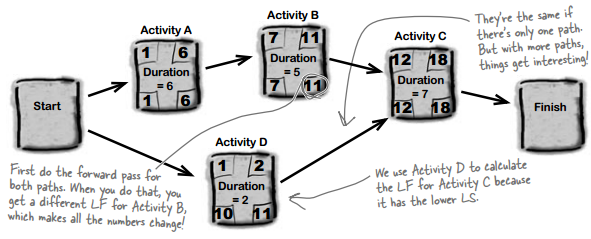 Activity A
1 6
Duration
= 6
1 6
Activity B
7 11
Duration
= 5
7 11
Activity C
12 18
Duration
= 7
12 18
Start
Finish
Activity D
1 2
Duration
= 2
10 11
They're the same if
there's only one path.
But with more paths,
things get interesting!
First do the forward pass for
both paths. When you do that, you
get a different LF for Activity B,
which makes all the numbers change!
We use Activity D to calculate
the LF for Activity C because
it has the lower LS.